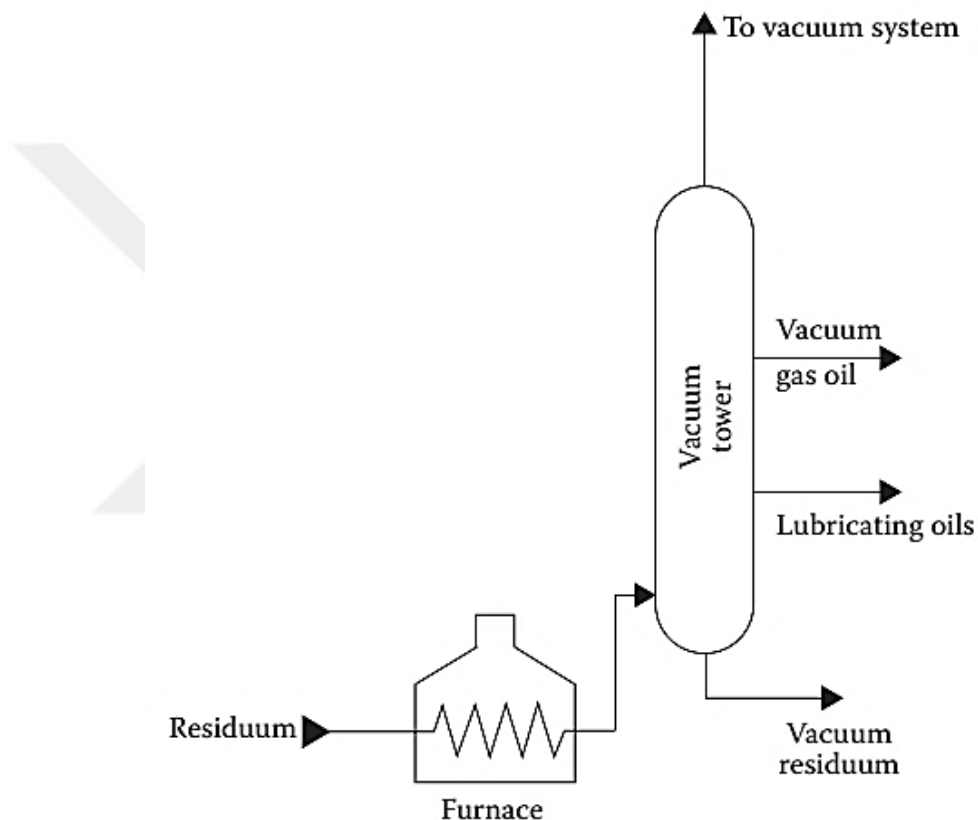 To vacuum system
Vacuum
gas oil
Vacuum
tower
Lubricating oils
Residuum
Vacuum
residuum
Furnace